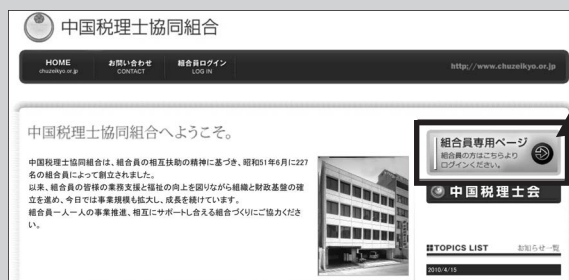 中国税理士協同組合
HOME
chuzeikyo.or.jp
お問い合わせ
CONTACT
組合員ログイン
LOG IN
http://www.chuzeikyo.or.jp
中国税理士協同組合へようこそ。
中国税理士協同組合は、組合員の相互扶助の精神に基づき、昭和51年6月に227
名の組合員によって創立されました。
以来、組合員の皆様の業務支援と福祉の向上を図りながら組織と財政基盤の確
立を進め、今日では事業規模も拡大し、成長を続けています。
組合員一人一人の事業推進、相互にサポートし合える組合づくりにご協力くださ
い。
組合員専用ページ
組合員の方はこちらより
ログインください。
中国税理士会
TOPICS LIST
お知らせ一覧
2010/4/15